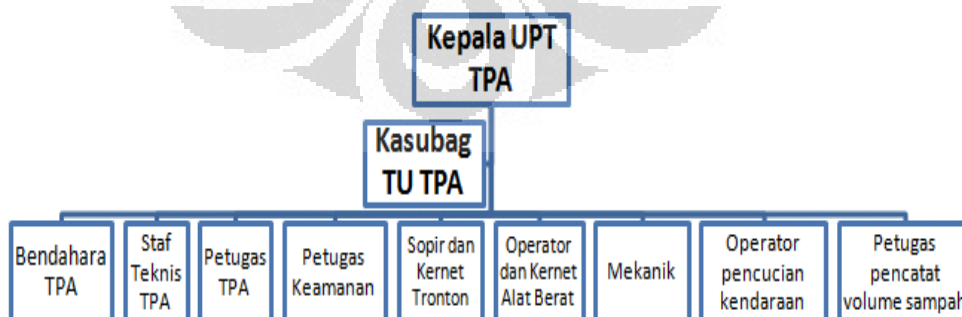 Kepala UPT
TPA
Kasubag
TU TPA
Bendahara
TPA
Staf
Teknis
TPA
Petugas
TPA
Petugas
Keamanan
Sopir dan
Kernet
Tronton
Operator
dan Kernet
Alat Berat
Mekanik
Operator
pencucian
kendaraan
Petugas
pencatat
volume sampah